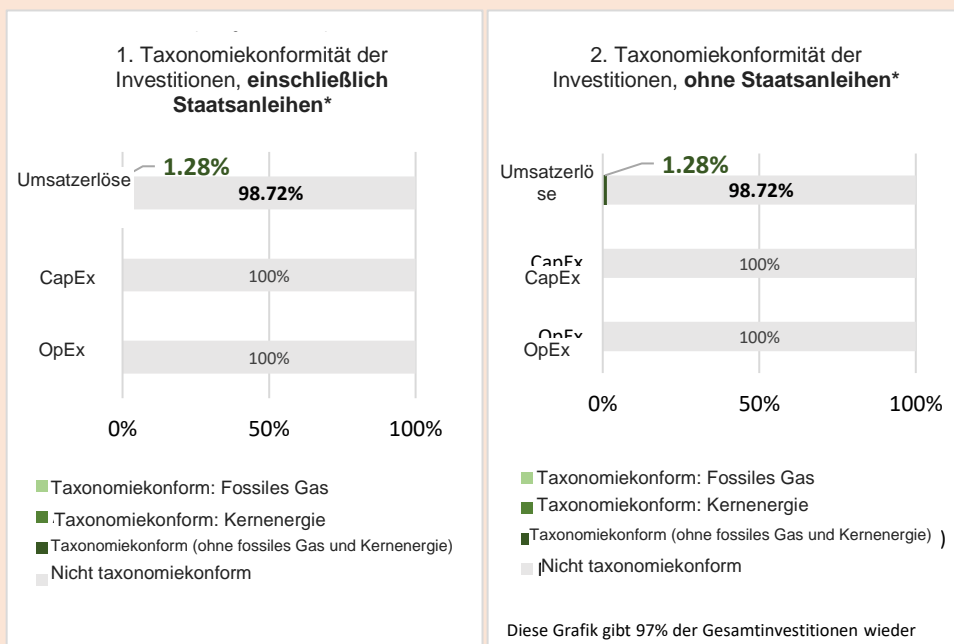 1. Taxonomiekonformität der
Investitionen, einschließlich
Staatsanleihen*
1.28%
Umsatzerlöse
98.72%
CapEx
100%
OpEx
100%
0% 50% 100%
Taxonomiekonform: Fossiles Gas
Taxonomiekonform: Kernenergie
Taxonomiekonform (ohne fossiles Gas und Kernenergie)
Nicht taxonomiekonform
2. Taxonomiekonformität der
Investitionen, ohne Staatsanleihen*
1.28%
Umsatzerlö
se
98.72%
CapEx
CapEx
100%
OpEx
OpEx
100%
0% 50% 100%
Taxonomiekonform: Fossiles Gas
Taxonomiekonform: Kernenergie
Taxonomiekonform (ohne fossiles Gas und Kernenergie) )
Nicht taxonomiekonform
Diese Grafik gibt 97% der Gesamtinvestitionen wieder